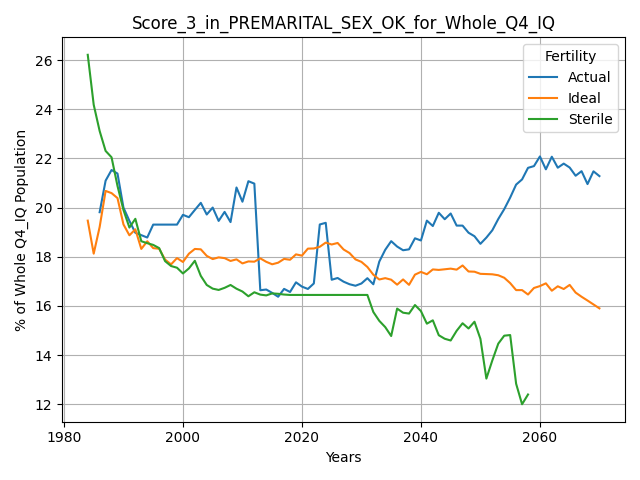 Score_3_in_PREMARITAL_SEX_OK_for_Whole_Q4_IQ
% of Whole Q4_IQ Population
26
24
22
20
18
16
14
12
Fertility
Actual
Ideal
Sterile
1980
2000
2020
2040
2060
Years